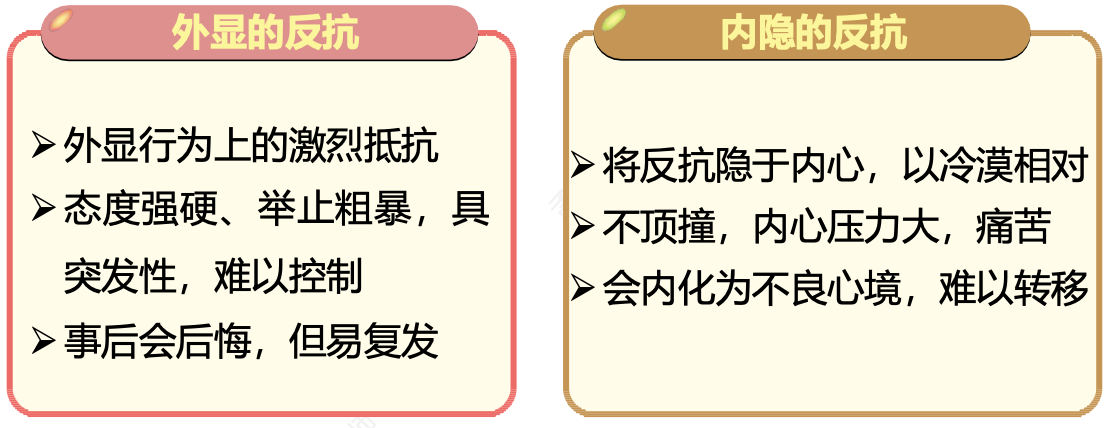 外显的反抗
外显行为上的激烈抵抗
态度强硬、举止粗暴，具
突发性，难以控制
事后会后悔，但易复发
内隐的反抗
将反抗隐于内心，以冷漠相对
不顶撞，内心压力大，痛苦
会内化为不良心境，难以转移